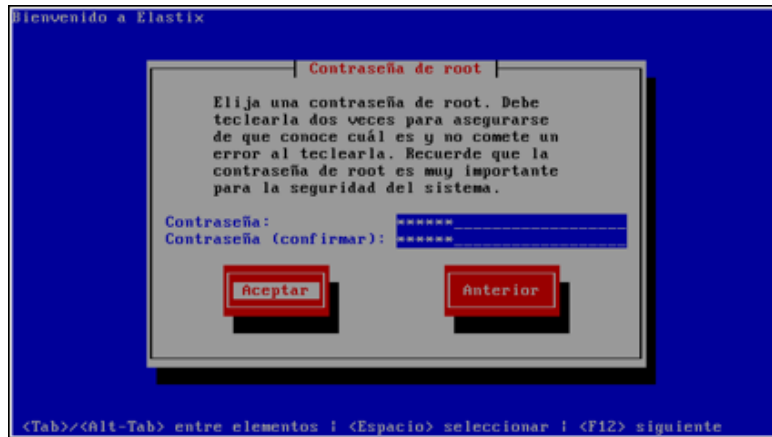 Bienvenido a Elastix
Contraseña de root
Elija una contraseña de root. Debe
teclearla dos veces para asegurarse
de que conoce cuál es y no comete un
error al teclearla. Recuerde que la
contraseña de root es muy importante
para la seguridad del sistema.
Contraseña: ******__________________
Contraseña (confirmar): ******__________________
Aceptar Anterior
<Tab>/<Alt-Tab> entre elementos | <Espacio> seleccionar | <F12> siguiente